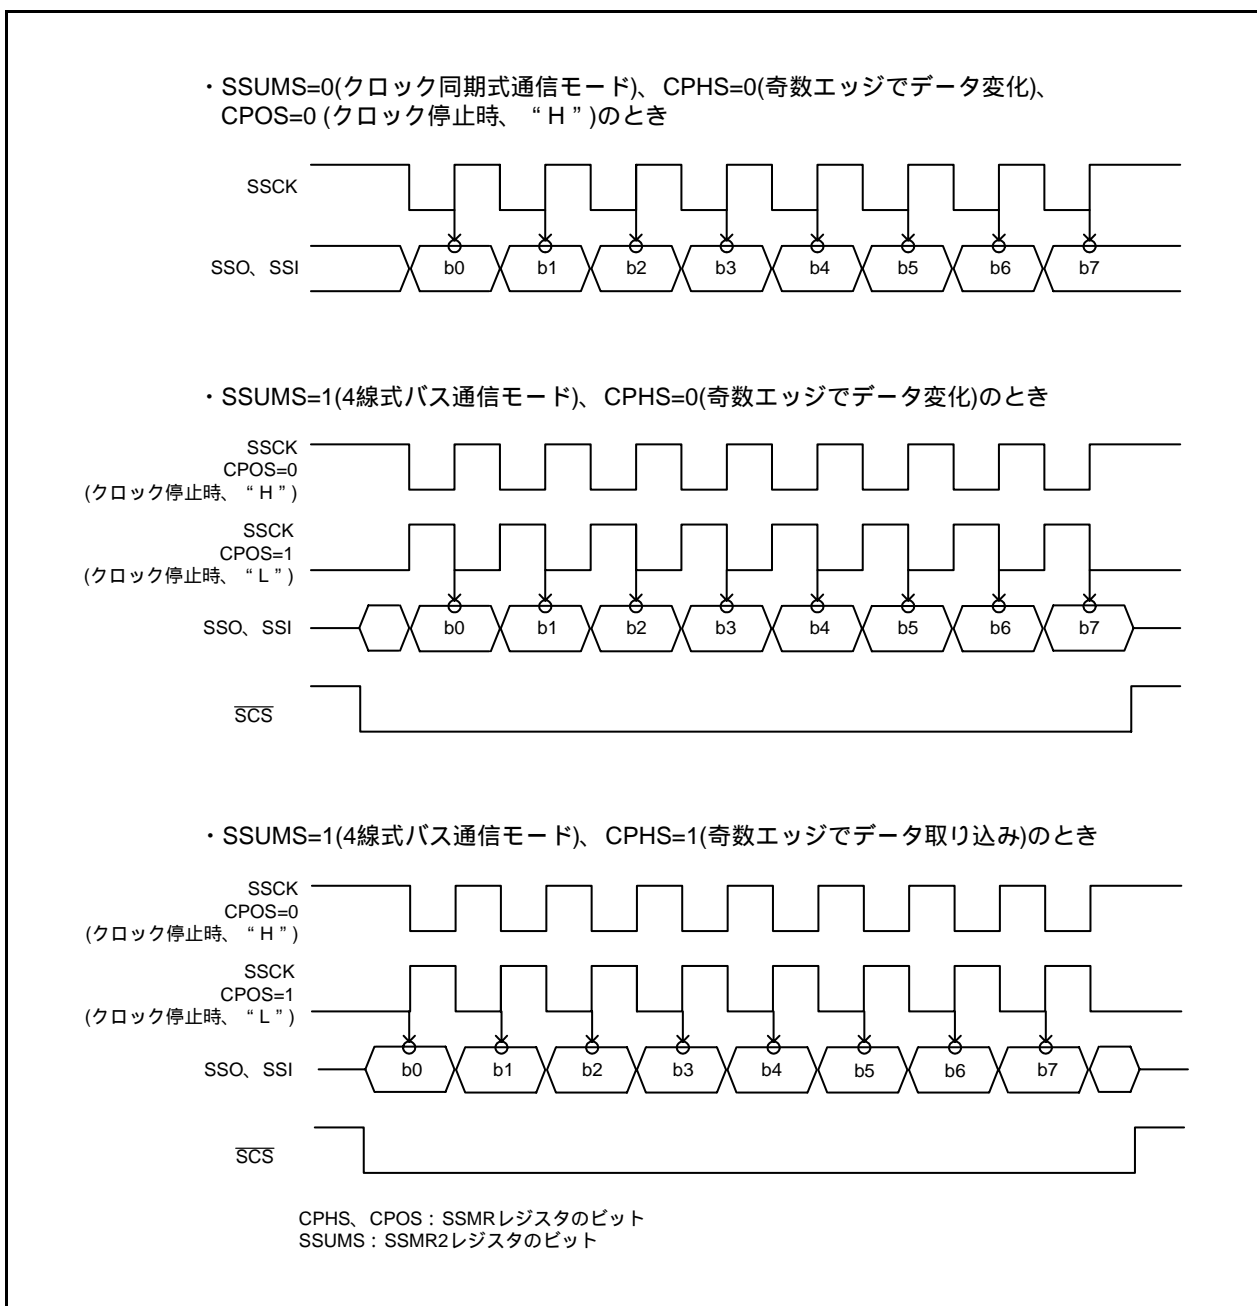 ・SSUMS=0(クロック同期式通信モード)、CPHS=0(奇数エッジでデータ変化)、
CPOS=0 (クロック停止時、“H”)のとき
SSCK
SSO、SSI
b0 b1 b2 b3 b4 b5 b6 b7
・SSUMS=1(4線式バス通信モード)、CPHS=0(奇数エッジでデータ変化)のとき
SSCK
CPOS=0
(クロック停止時、“H”)
SSCK
CPOS=1
(クロック停止時、“L”)
SSO、SSI
b0 b1 b2 b3 b4 b5 b6 b7
SCS
・SSUMS=1(4線式バス通信モード)、CPHS=1(奇数エッジでデータ取り込み)のとき
SSCK
CPOS=0
(クロック停止時、“H”)
SSCK
CPOS=1
(クロック停止時、“L”)
SSO、SSI
b0 b1 b2 b3 b4 b5 b6 b7
SCS
CPHS、CPOS:SSMRレジスタのビット
SSUMS:SSMR2レジスタのビット